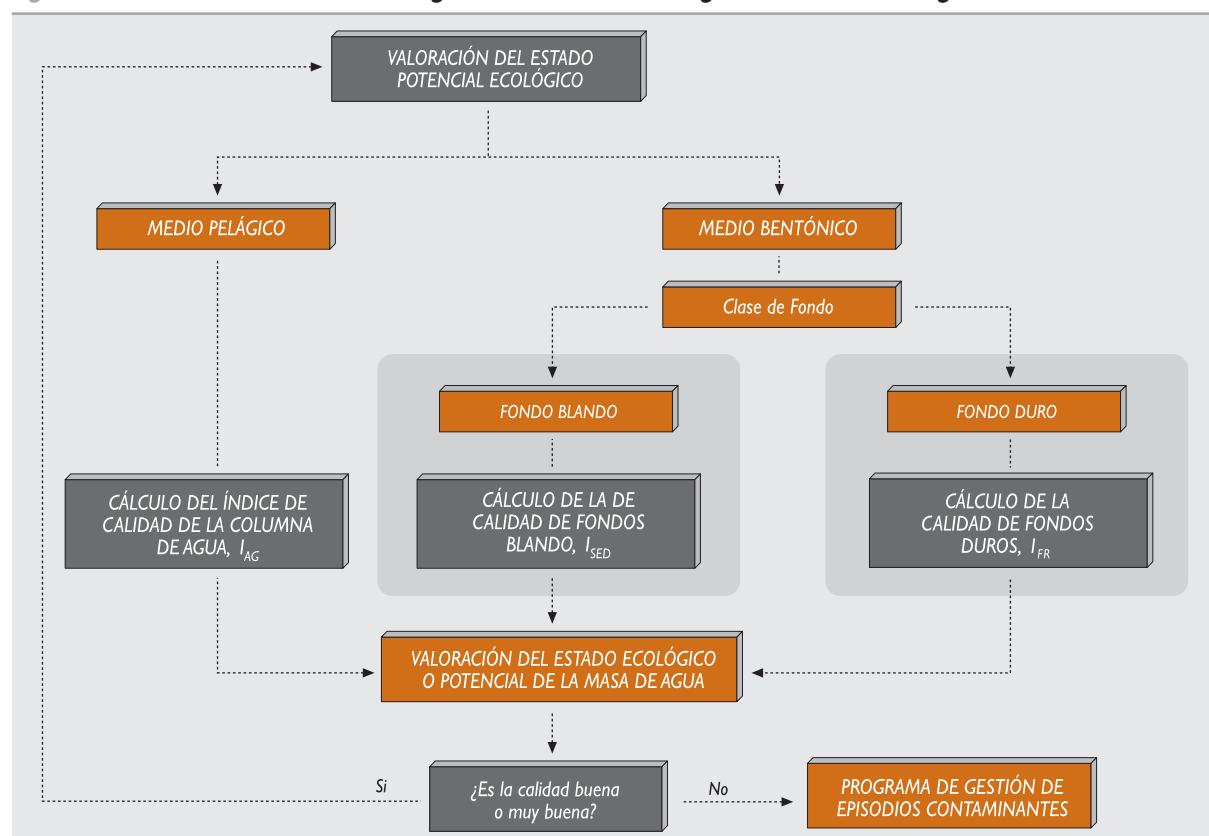 VALORACIÓN DEL ESTADO
POTENCIAL ECOLÓGICO
MEDIO PELÁGICO
MEDIO BENTÓNICO
Clase de Fondo
FONDO BLANDO
FONDO DURO
CÁLCULO DEL ÍNDICE DE
CALIDAD DE LA COLUMNA
DE AGUA, I_AG
CÁLCULO DE LA DE
CALIDAD DE FONDOS
BLANDO, I_SED
CÁLCULO DE LA
CALIDAD DE FONDOS
DUROS, I_FR
VALORACIÓN DEL ESTADO ECOLÓGICO
O POTENCIAL DE LA MASA DE AGUA
Si
¿Es la calidad buena
o muy buena?
No
PROGRAMA DE GESTIÓN DE
EPISODIOS CONTAMINANTES